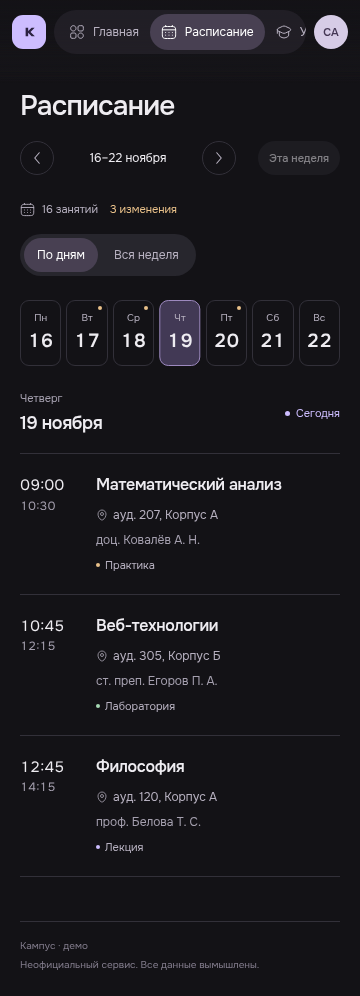 K
Главная
Расписание
У
СА
Расписание
16–22 ноября
Эта неделя
16 занятий
3 изменения
По дням
Вся неделя
Пн
Вт
Ср
Чт
Пт
Сб
Вс
16
17
18
19
20
21
22
Четверг
19 ноября
Сегодня
09:00
Математический анализ
10:30
ауд. 207, Корпус А
доц. Ковалёв А. Н.
Практика
10:45
Веб-технологии
12:15
ауд. 305, Корпус Б
ст. преп. Егоров П. А.
Лаборатория
12:45
Философия
14:15
ауд. 120, Корпус А
проф. Белова Т. С.
Лекция
Кампус · демо
Неофициальный сервис. Все данные вымышлены.